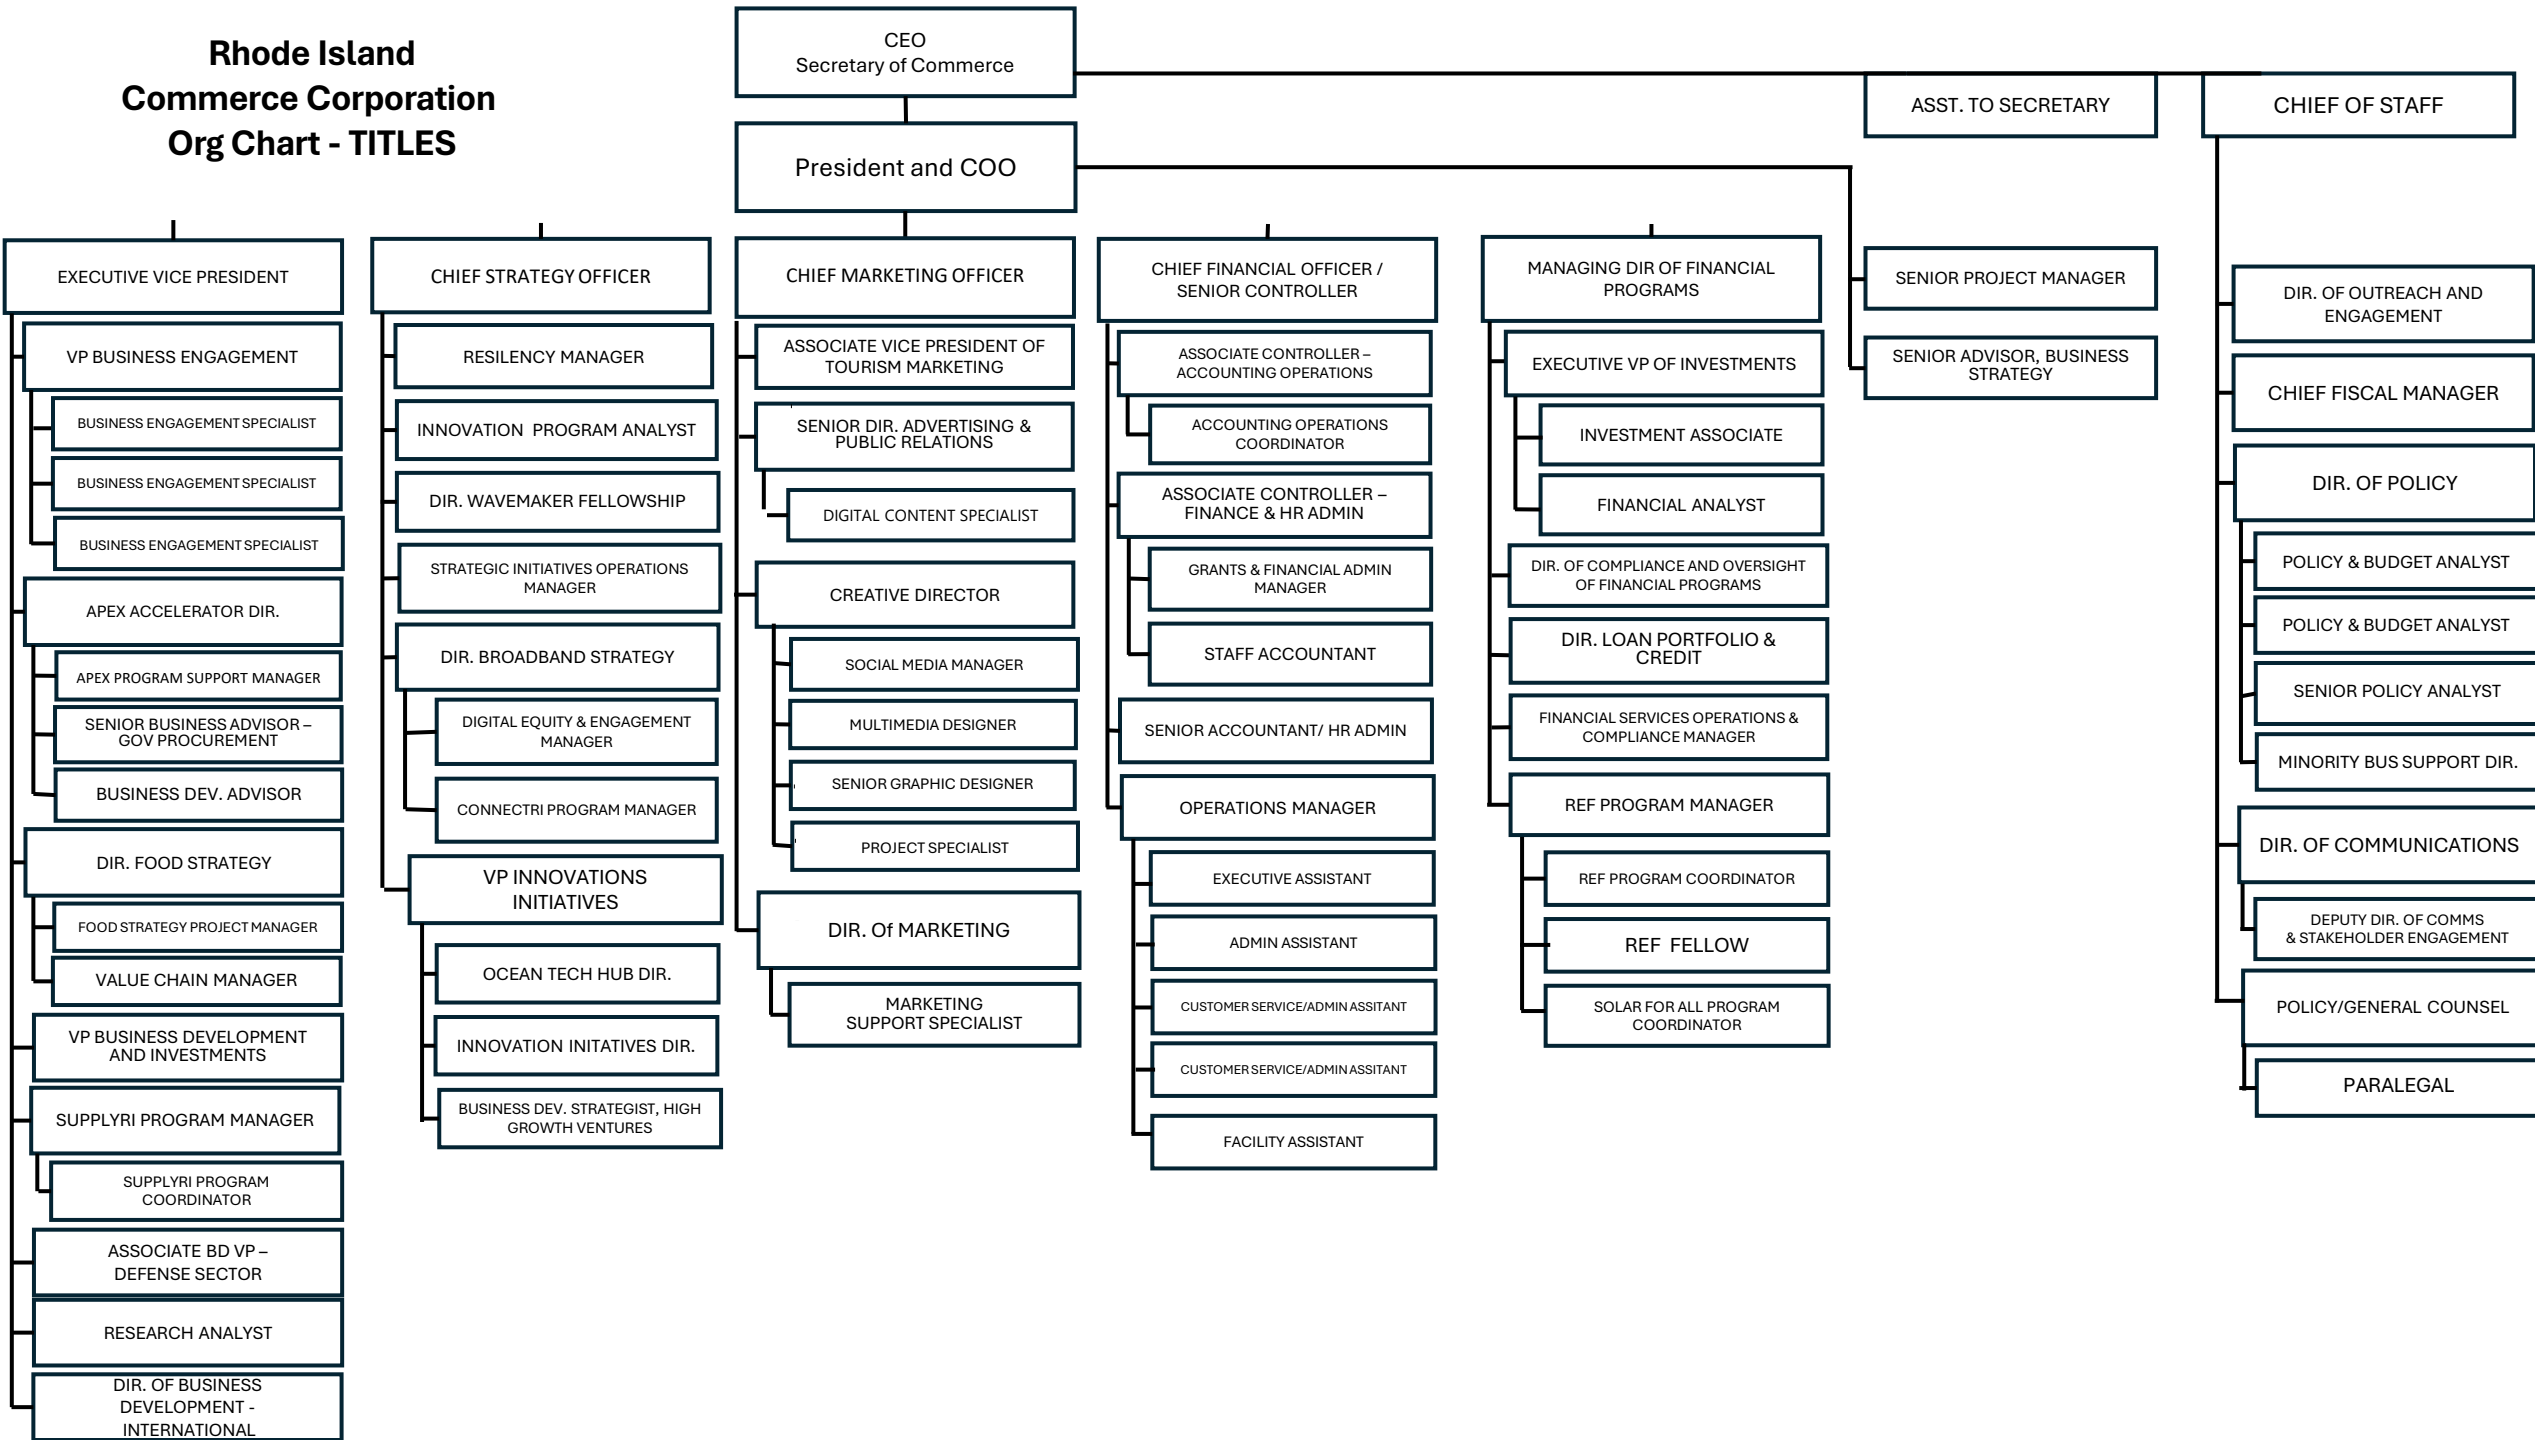 Rhode Island
Commerce Corporation
Org Chart - TITLES
CEO
Secretary of Commerce
President and COO
ASST. TO SECRETARY
CHIEF OF STAFF
EXECUTIVE VICE PRESIDENT
VP BUSINESS ENGAGEMENT
BUSINESS ENGAGEMENT SPECIALIST
BUSINESS ENGAGEMENT SPECIALIST
BUSINESS ENGAGEMENT SPECIALIST
APEX ACCELERATOR DIR.
APEX PROGRAM SUPPORT MANAGER
SENIOR BUSINESS ADVISOR –
GOV PROCUREMENT
BUSINESS DEV. ADVISOR
DIR. FOOD STRATEGY
FOOD STRATEGY PROJECT MANAGER
VALUE CHAIN MANAGER
VP BUSINESS DEVELOPMENT
AND INVESTMENTS
SUPPLYRI PROGRAM MANAGER
SUPPLYRI PROGRAM
COORDINATOR
ASSOCIATE BD VP –
DEFENSE SECTOR
RESEARCH ANALYST
DIR. OF BUSINESS
DEVELOPMENT -
INTERNATIONAL
CHIEF STRATEGY OFFICER
RESILENCY MANAGER
INNOVATION PROGRAM ANALYST
DIR. WAVEMAKER FELLOWSHIP
STRATEGIC INITIATIVES OPERATIONS
MANAGER
DIR. BROADBAND STRATEGY
DIGITAL EQUITY & ENGAGEMENT
MANAGER
CONNECTRI PROGRAM MANAGER
VP INNOVATIONS
INITIATIVES
OCEAN TECH HUB DIR.
INNOVATION INITATIVES DIR.
BUSINESS DEV. STRATEGIST, HIGH
GROWTH VENTURES
CHIEF MARKETING OFFICER
ASSOCIATE VICE PRESIDENT OF
TOURISM MARKETING
SENIOR DIR. ADVERTISING &
PUBLIC RELATIONS
DIGITAL CONTENT SPECIALIST
CREATIVE DIRECTOR
SOCIAL MEDIA MANAGER
MULTIMEDIA DESIGNER
SENIOR GRAPHIC DESIGNER
PROJECT SPECIALIST
DIR. Of MARKETING
MARKETING
SUPPORT SPECIALIST
CHIEF FINANCIAL OFFICER /
SENIOR CONTROLLER
ASSOCIATE CONTROLLER –
ACCOUNTING OPERATIONS
ACCOUNTING OPERATIONS
COORDINATOR
ASSOCIATE CONTROLLER –
FINANCE & HR ADMIN
GRANTS & FINANCIAL ADMIN
MANAGER
STAFF ACCOUNTANT
SENIOR ACCOUNTANT/ HR ADMIN
OPERATIONS MANAGER
EXECUTIVE ASSISTANT
ADMIN ASSISTANT
CUSTOMER SERVICE/ADMIN ASSITANT
CUSTOMER SERVICE/ADMIN ASSITANT
FACILITY ASSISTANT
MANAGING DIR OF FINANCIAL
PROGRAMS
EXECUTIVE VP OF INVESTMENTS
INVESTMENT ASSOCIATE
FINANCIAL ANALYST
DIR. OF COMPLIANCE AND OVERSIGHT
OF FINANCIAL PROGRAMS
DIR. LOAN PORTFOLIO &
CREDIT
FINANCIAL SERVICES OPERATIONS &
COMPLIANCE MANAGER
REF PROGRAM MANAGER
REF PROGRAM COORDINATOR
REF FELLOW
SOLAR FOR ALL PROGRAM
COORDINATOR
SENIOR PROJECT MANAGER
SENIOR ADVISOR, BUSINESS
STRATEGY
DIR. OF OUTREACH AND
ENGAGEMENT
CHIEF FISCAL MANAGER
DIR. OF POLICY
POLICY & BUDGET ANALYST
POLICY & BUDGET ANALYST
SENIOR POLICY ANALYST
MINORITY BUS SUPPORT DIR.
DIR. OF COMMUNICATIONS
DEPUTY DIR. OF COMMS
& STAKEHOLDER ENGAGEMENT
POLICY/GENERAL COUNSEL
PARALEGAL